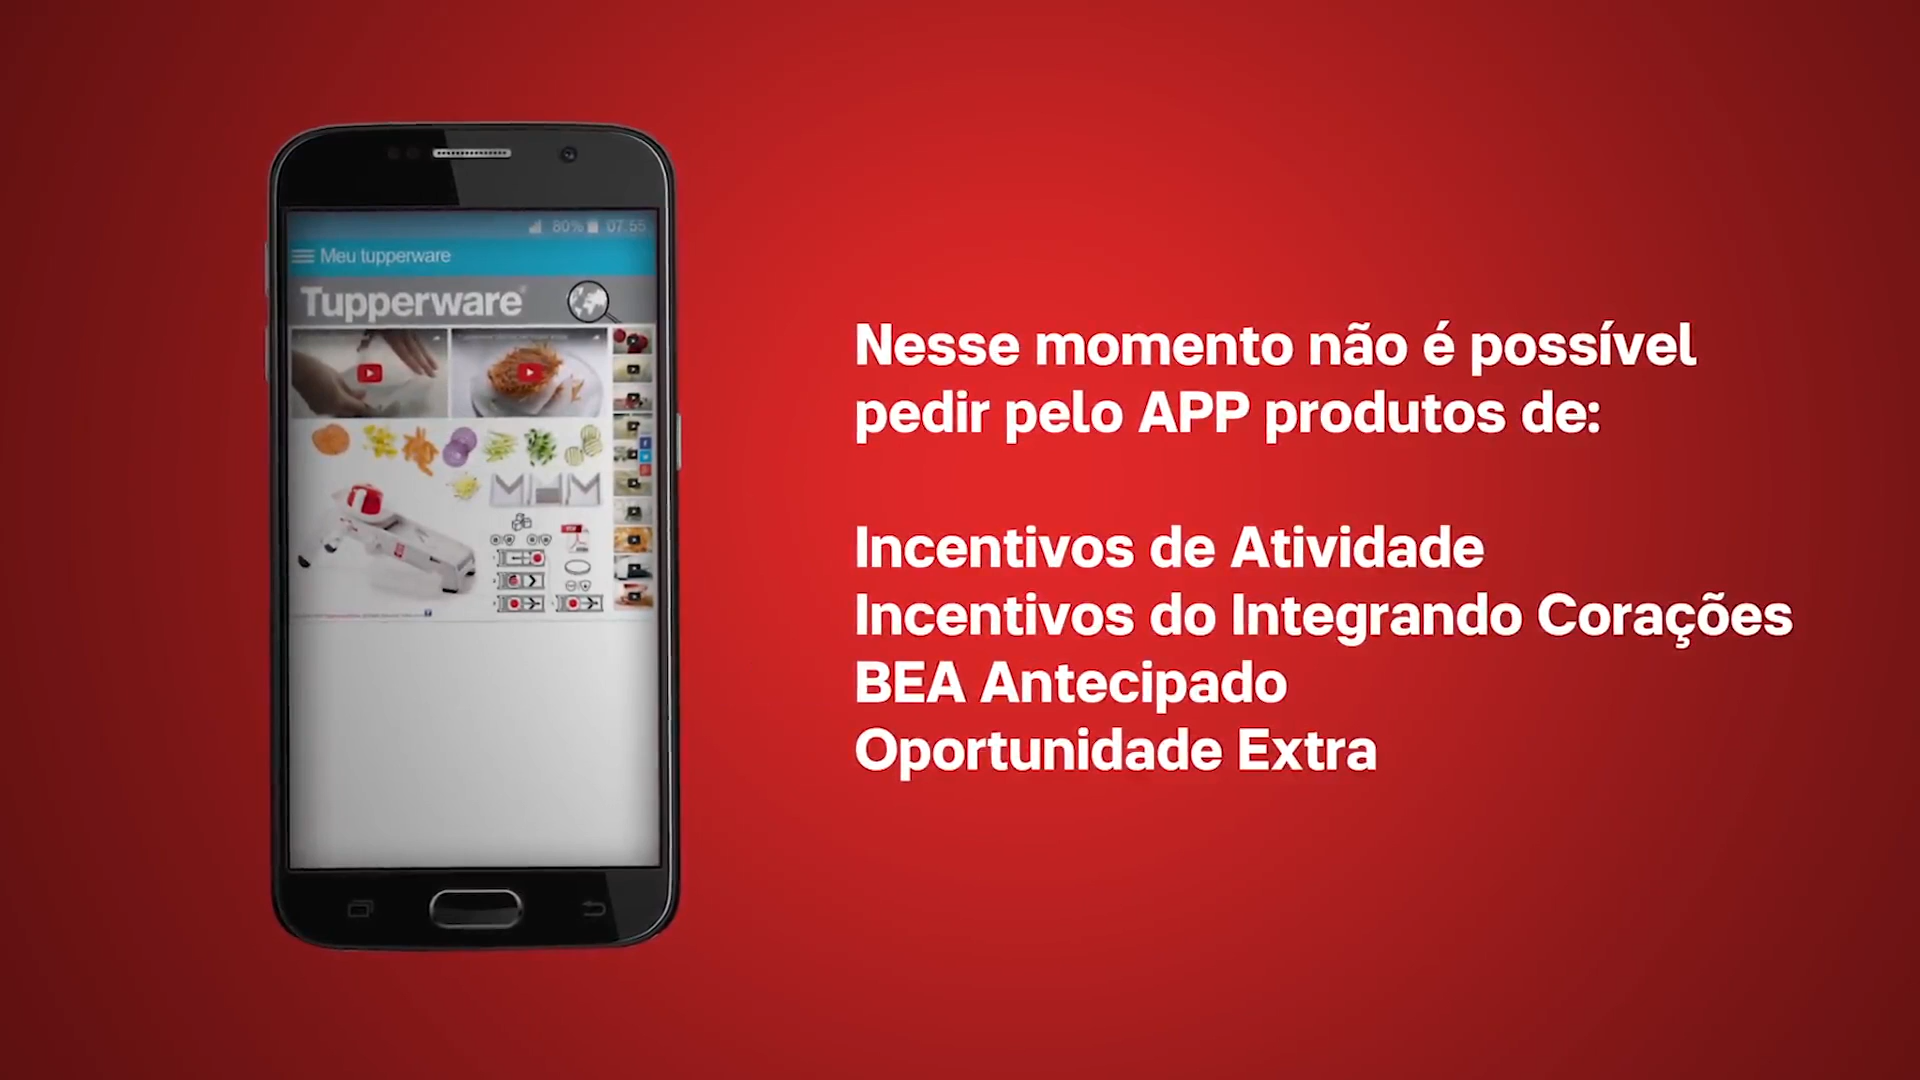 80% 07:55
Meu tupperware
Tupperware®
Nesse momento não é possível
pedir pelo APP produtos de:
Incentivos de Atividade
Incentivos do Integrando Corações
BEA Antecipado
Oportunidade Extra